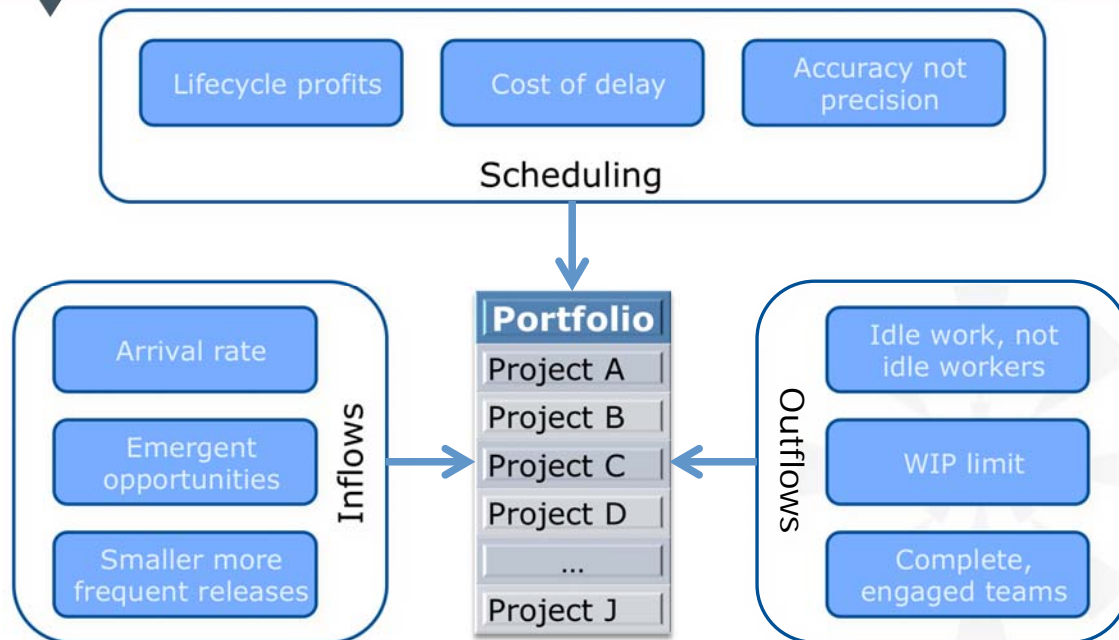 Lifecycle profits
Cost of delay
Accuracy not
precision
Scheduling
Arrival rate
Emergent
opportunities
Smaller more
frequent releases
Inflows
Portfolio
Project A
Project B
Project C
Project D
...
Project J
Outflows
Idle work, not
idle workers
WIP limit
Complete,
engaged teams